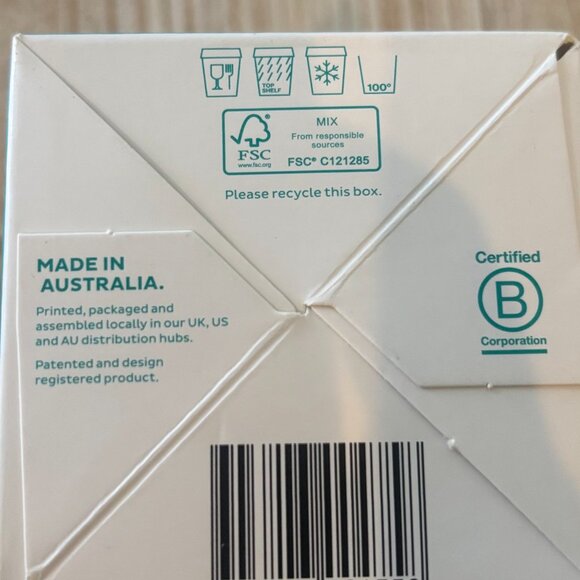 TOP
SHELF
100°
FSC
www.fsc.org
MIX
From responsible
sources
FSC® C121285
Please recycle this box.
MADE IN
AUSTRALIA.
Printed, packaged and
assembled locally in our UK, US
and AU distribution hubs.
Patented and design
registered product.
Certified
B
Corporation